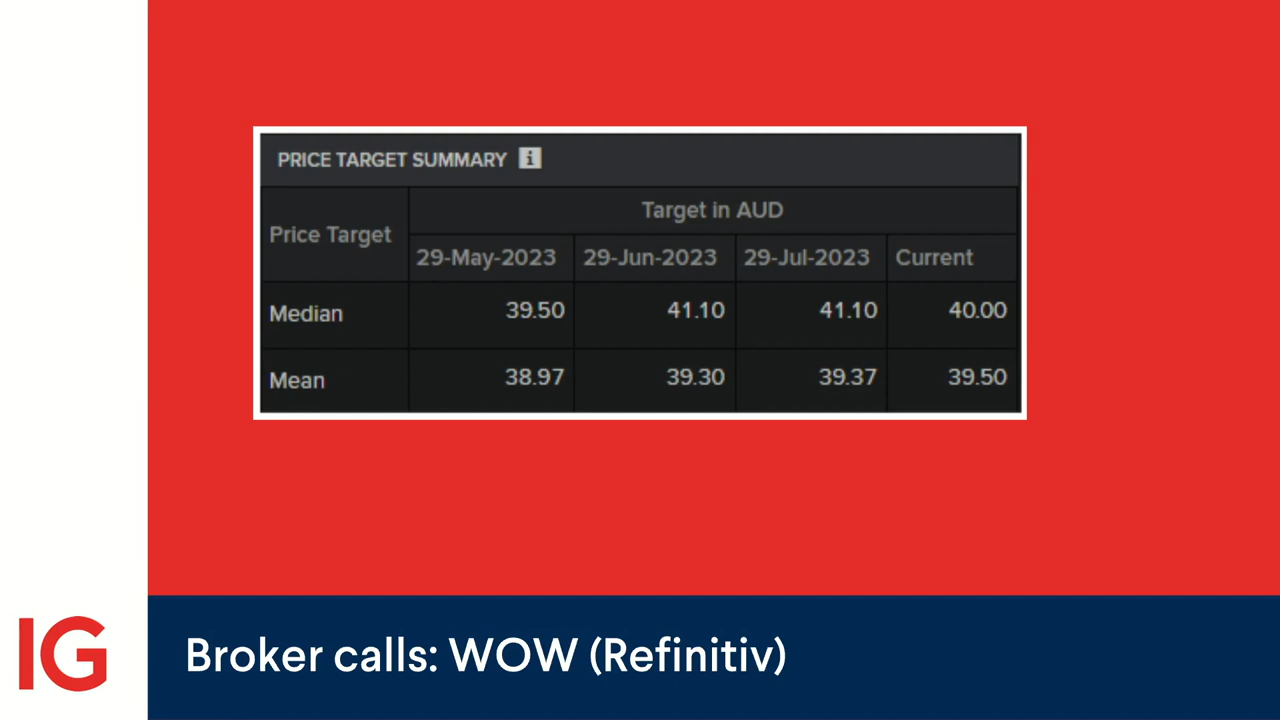 PRICE TARGET SUMMARY i
Target in AUD
Price Target
29-May-2023 29-Jun-2023 29-Jul-2023 Current
Median 39.50 41.10 41.10 40.00
Mean 38.97 39.30 39.37 39.50
IG
Broker calls: WOW (Refinitiv)